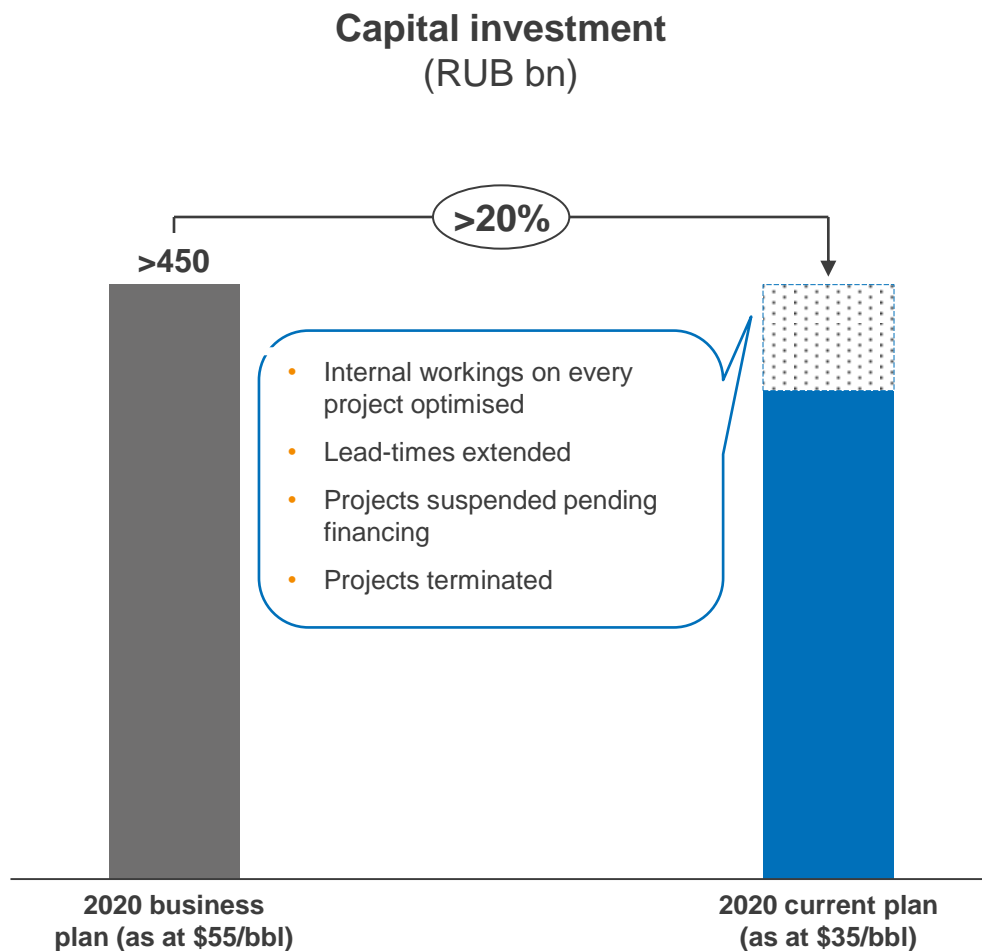 Capital investment
(RUB bn)
>20%
>450
• Internal workings on every
project optimised
• Lead-times extended
• Projects suspended pending
financing
• Projects terminated
2020 business
plan (as at $55/bbl)
2020 current plan
(as at $35/bbl)